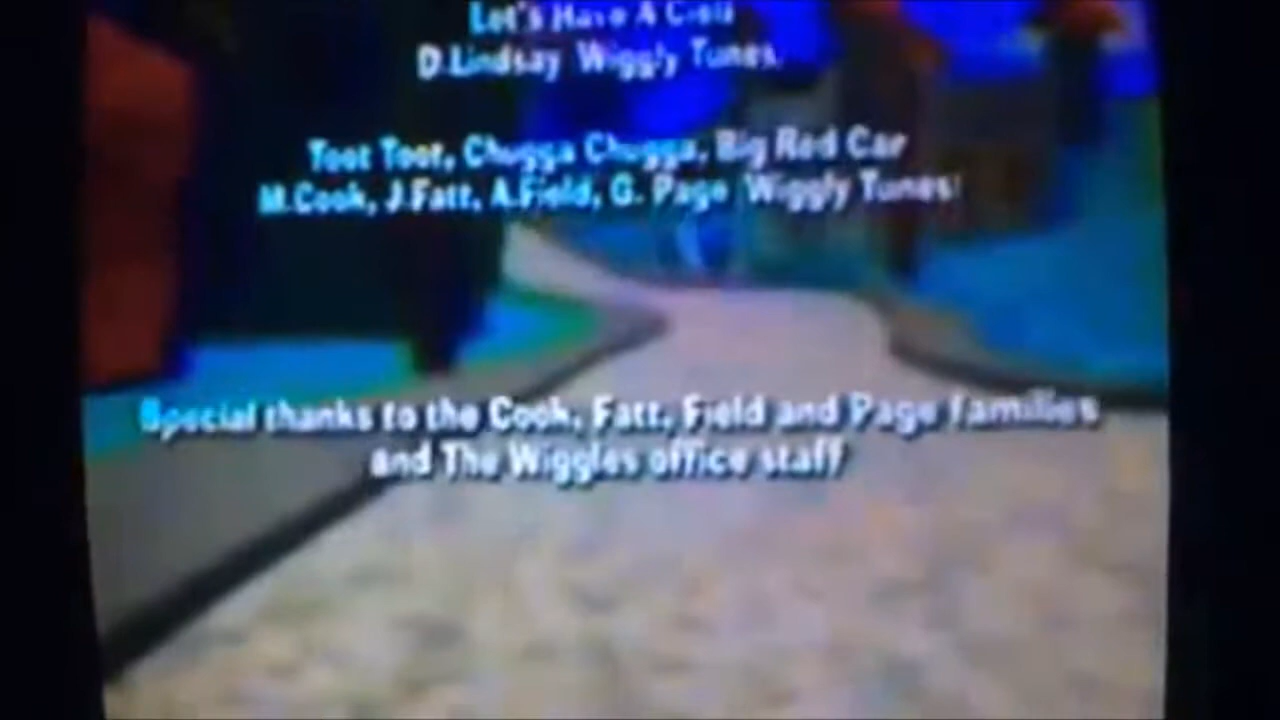 Let's Have A Ceili
D.Lindsay Wiggly Tunes
Toot Toot, Chugga Chugga, Big Red Car
M.Cook, J.Fatt, A.Field, G. Page Wiggly Tunes
Special thanks to the Cook, Fatt, Field and Page families
and The Wiggles office staff